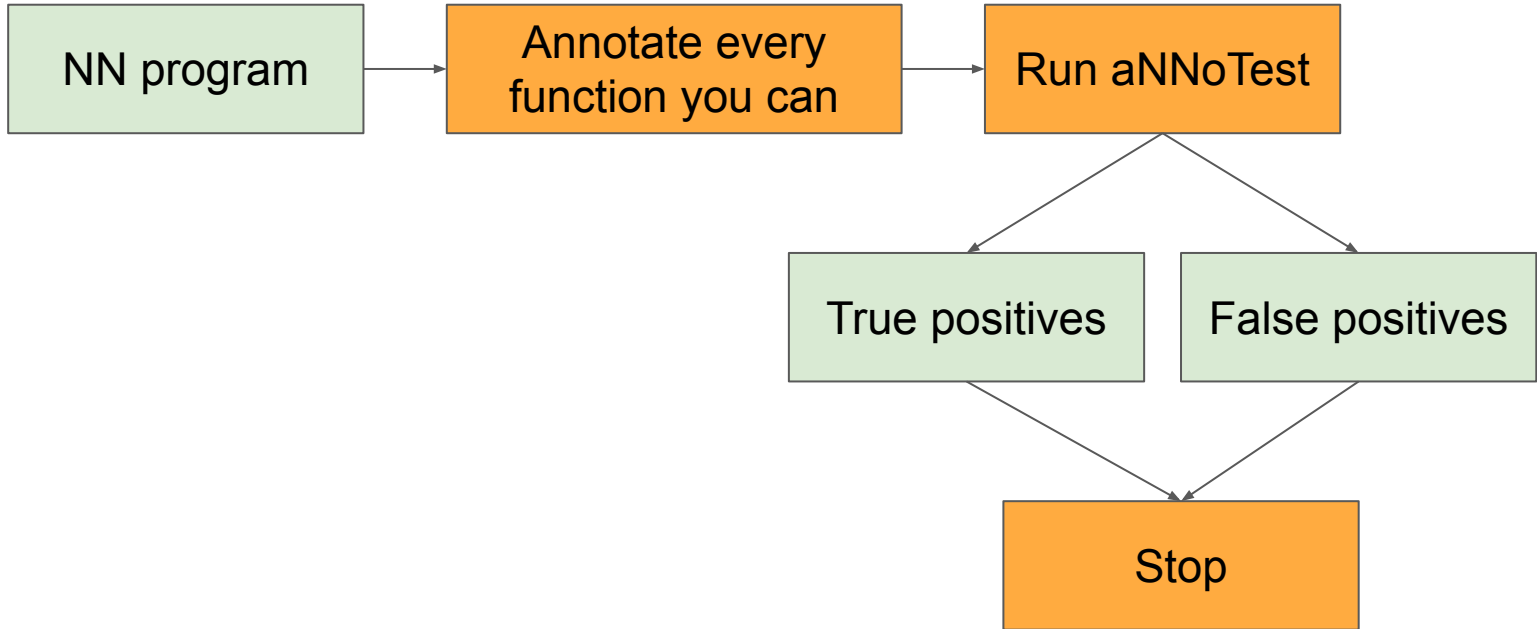 NN program
Annotate every
function you can
Run aNNoTest
True positives
False positives
Stop